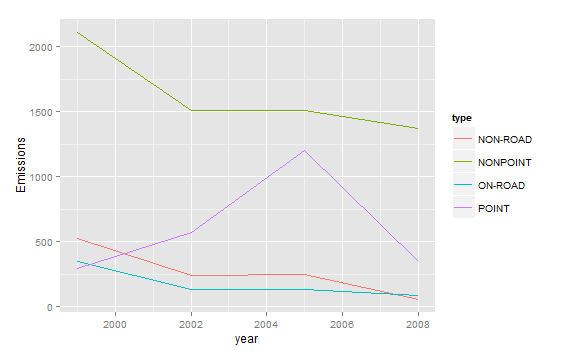 2000
1500
1000
500
0
Emissions
2000
2002
2004
2006
2008
year
type
NON-ROAD
NONPOINT
ON-ROAD
POINT